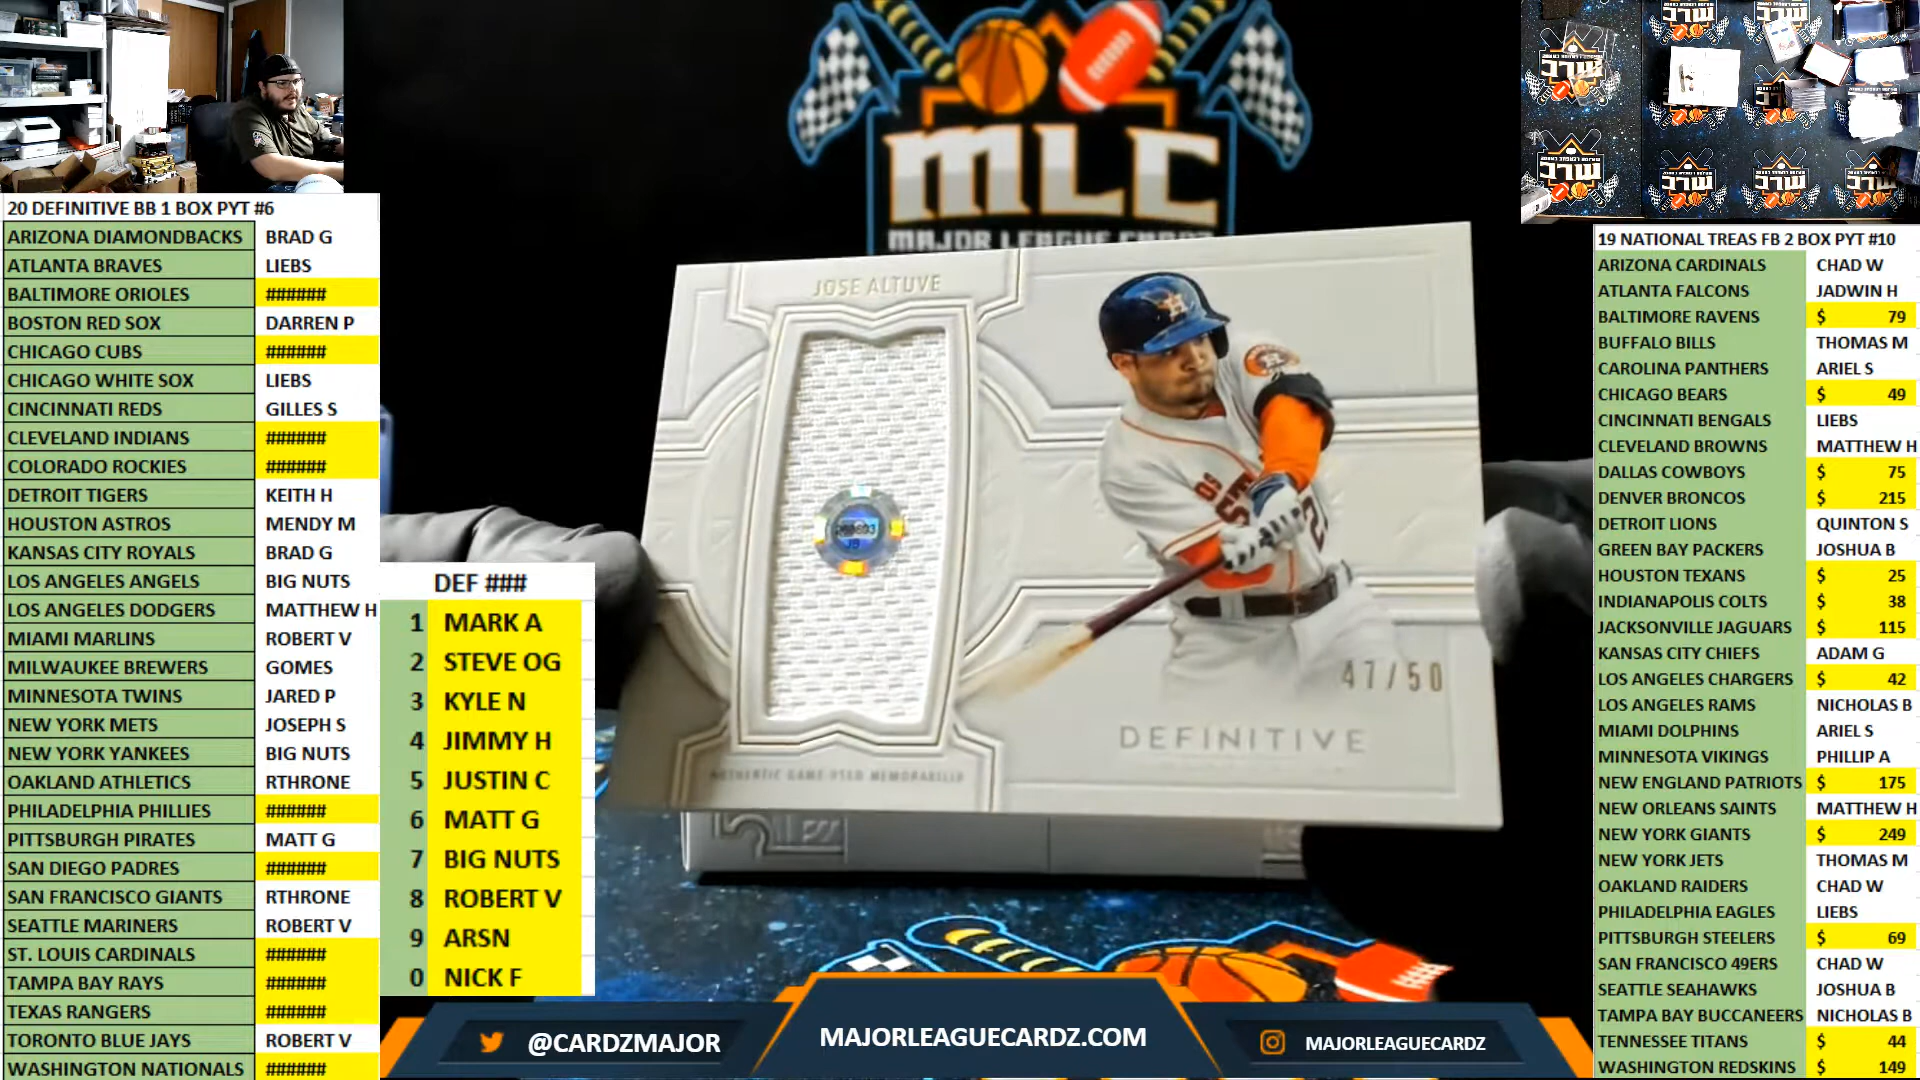 20 DEFINITIVE BB 1 BOX PYT #6
ARIZONA DIAMONDBACKS BRAD G
ATLANTA BRAVES LIEBS
BALTIMORE ORIOLES ######
BOSTON RED SOX DARREN P
CHICAGO CUBS ######
CHICAGO WHITE SOX LIEBS
CINCINNATI REDS GILLES S
CLEVELAND INDIANS ######
COLORADO ROCKIES ######
DETROIT TIGERS KEITH H
HOUSTON ASTROS MENDY M
KANSAS CITY ROYALS BRAD G
LOS ANGELES ANGELS BIG NUTS
LOS ANGELES DODGERS MATTHEW H
MIAMI MARLINS ROBERT V
MILWAUKEE BREWERS GOMES
MINNESOTA TWINS JARED P
NEW YORK METS JOSEPH S
NEW YORK YANKEES BIG NUTS
OAKLAND ATHLETICS RTHRONE
PHILADELPHIA PHILLIES ######
PITTSBURGH PIRATES MATT G
SAN DIEGO PADRES ######
SAN FRANCISCO GIANTS RTHRONE
SEATTLE MARINERS ROBERT V
ST. LOUIS CARDINALS ######
TAMPA BAY RAYS ######
TEXAS RANGERS ######
TORONTO BLUE JAYS ROBERT V
WASHINGTON NATIONALS ######
DEF ###
1 MARK A
2 STEVE OG
3 KYLE N
4 JIMMY H
5 JUSTIN C
6 MATT G
7 BIG NUTS
8 ROBERT V
9 ARSN
0 NICK F
MLC
MAJOR LEAGUE CARDZ
JOSE ALTUVE
47/50
DEFINITIVE
AUTHENTIC GAME-USED MEMORABILIA
@CARDZMAJOR
MAJORLEAGUECARDZ.COM
MAJORLEAGUECARDZ
19 NATIONAL TREAS FB 2 BOX PYT #10
ARIZONA CARDINALS CHAD W
ATLANTA FALCONS JADWIN H
BALTIMORE RAVENS $ 79
BUFFALO BILLS THOMAS M
CAROLINA PANTHERS ARIEL S
CHICAGO BEARS $ 49
CINCINNATI BENGALS LIEBS
CLEVELAND BROWNS MATTHEW H
DALLAS COWBOYS $ 75
DENVER BRONCOS $ 215
DETROIT LIONS QUINTON S
GREEN BAY PACKERS JOSHUA B
HOUSTON TEXANS $ 25
INDIANAPOLIS COLTS $ 38
JACKSONVILLE JAGUARS $ 115
KANSAS CITY CHIEFS ADAM G
LOS ANGELES CHARGERS $ 42
LOS ANGELES RAMS NICHOLAS B
MIAMI DOLPHINS ARIEL S
MINNESOTA VIKINGS PHILLIP A
NEW ENGLAND PATRIOTS $ 175
NEW ORLEANS SAINTS MATTHEW H
NEW YORK GIANTS $ 249
NEW YORK JETS THOMAS M
OAKLAND RAIDERS CHAD W
PHILADELPHIA EAGLES LIEBS
PITTSBURGH STEELERS $ 69
SAN FRANCISCO 49ERS CHAD W
SEATTLE SEAHAWKS JOSHUA B
TAMPA BAY BUCCANEERS NICHOLAS B
TENNESSEE TITANS $ 44
WASHINGTON REDSKINS $ 149